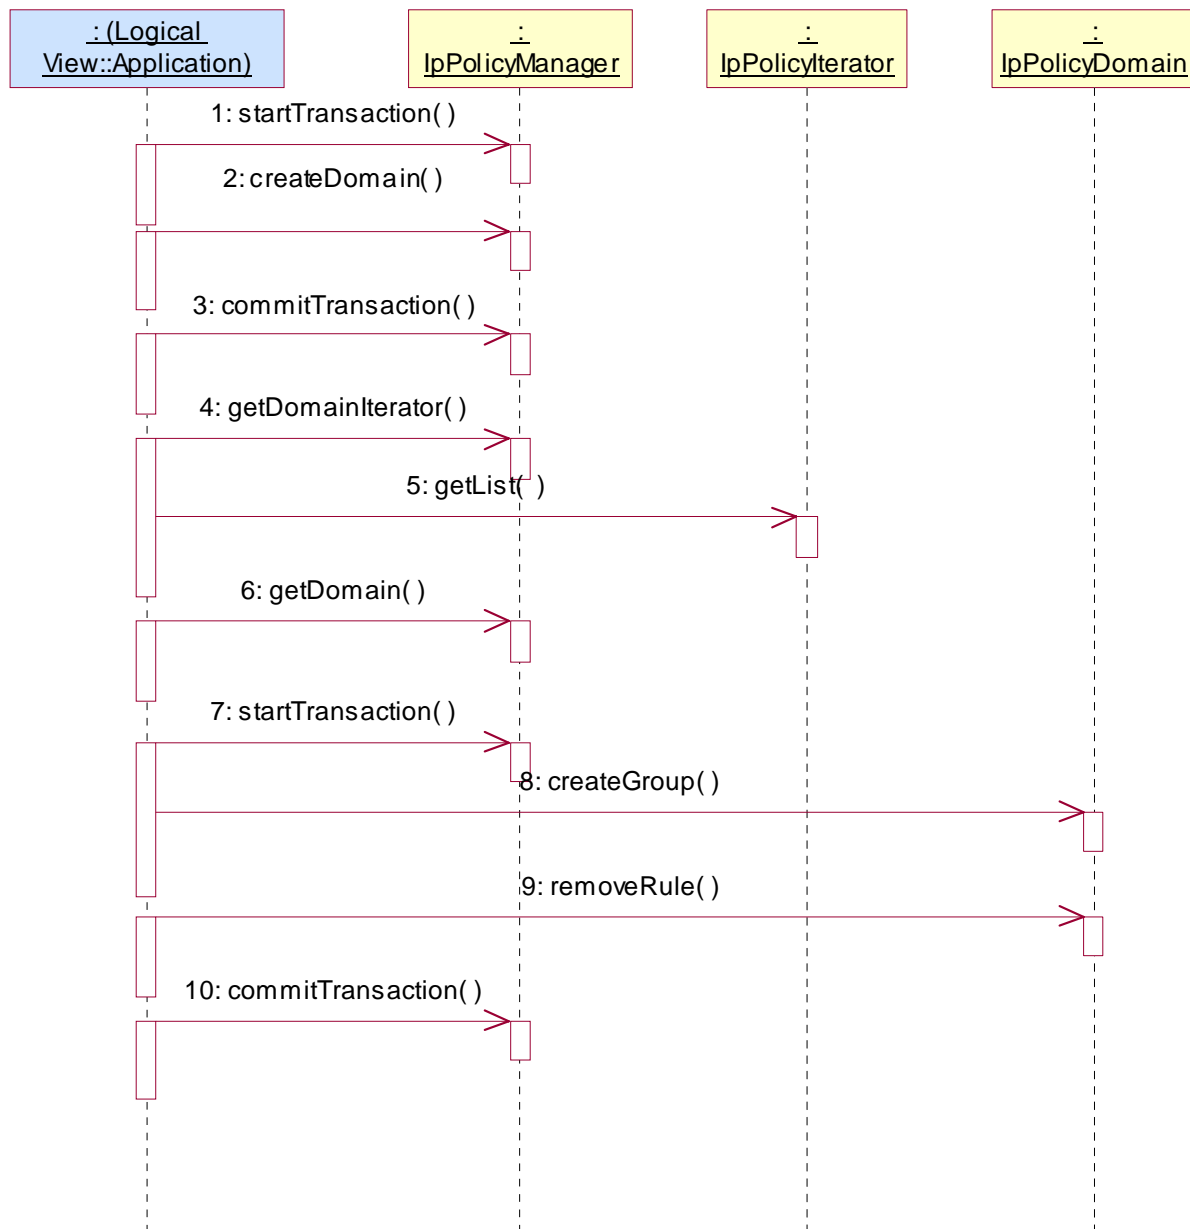 : (Logical
View::Application)
:
IpPolicyManager
:
IpPolicyIterator
:
IpPolicyDomain
1: startTransaction( )
2: createDomain( )
3: commitTransaction( )
4: getDomainIterator( )
5: getList( )
6: getDomain( )
7: startTransaction( )
8: createGroup( )
9: removeRule( )
10: commitTransaction( )